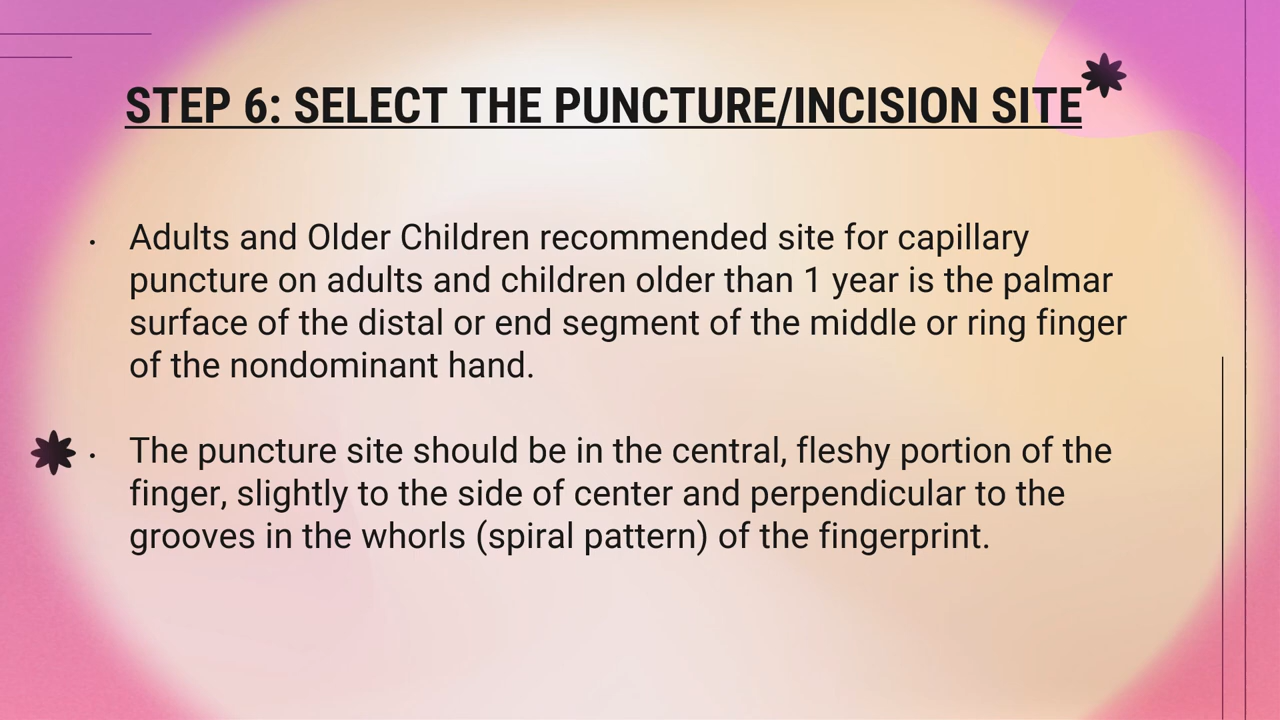 STEP 6: SELECT THE PUNCTURE/INCISION SITE
• Adults and Older Children recommended site for capillary
puncture on adults and children older than 1 year is the palmar
surface of the distal or end segment of the middle or ring finger
of the nondominant hand.
• The puncture site should be in the central, fleshy portion of the
finger, slightly to the side of center and perpendicular to the
grooves in the whorls (spiral pattern) of the fingerprint.